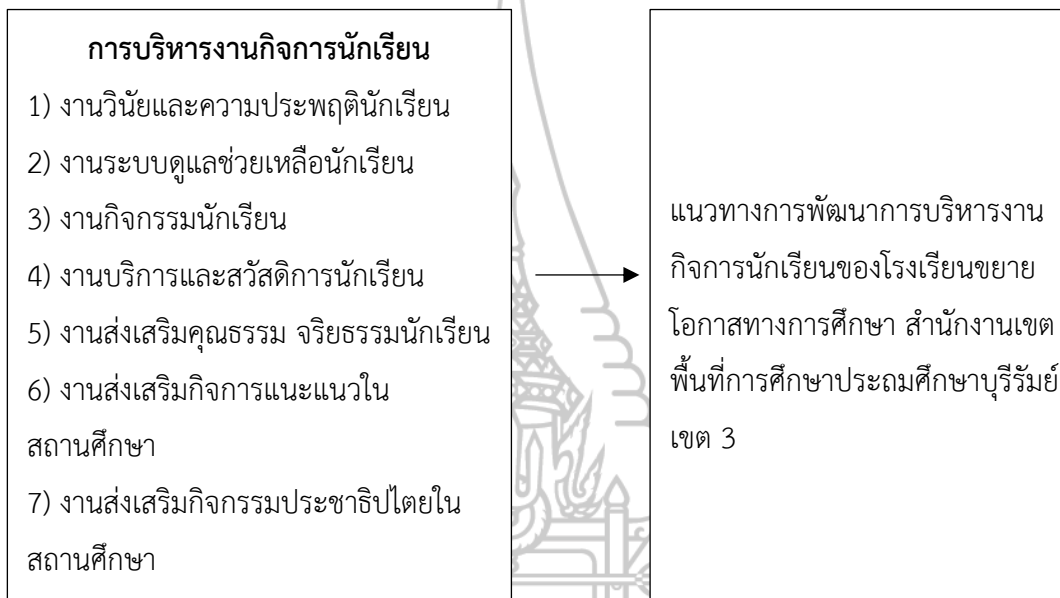 การบริหารงานกิจการนักเรียน
1) งานวินัยและความประพฤตินักเรียน
2) งานระบบดูแลช่วยเหลือนักเรียน
3) งานกิจกรรมนักเรียน
4) งานบริการและสวัสดิการนักเรียน
5) งานส่งเสริมคุณธรรม จริยธรรมนักเรียน
6) งานส่งเสริมกิจการแนะแนวใน
สถานศึกษา
7) งานส่งเสริมกิจกรรมประชาธิปไตยใน
สถานศึกษา
แนวทางการพัฒนาการบริหารงาน
กิจการนักเรียนของโรงเรียนขยาย
โอกาสทางการศึกษา สำนักงานเขต
พื้นที่การศึกษาประถมศึกษาบุรีรัมย์
เขต 3